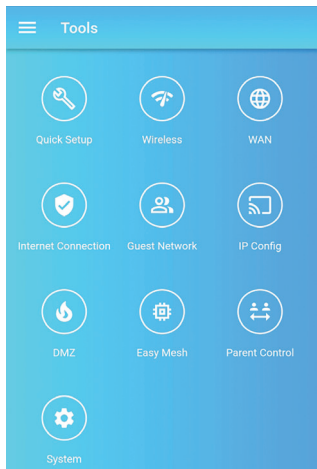 Tools
Quick Setup
Wireless
WAN
Internet Connection
Guest Network
IP Config
DMZ
Easy Mesh
Parent Control
System